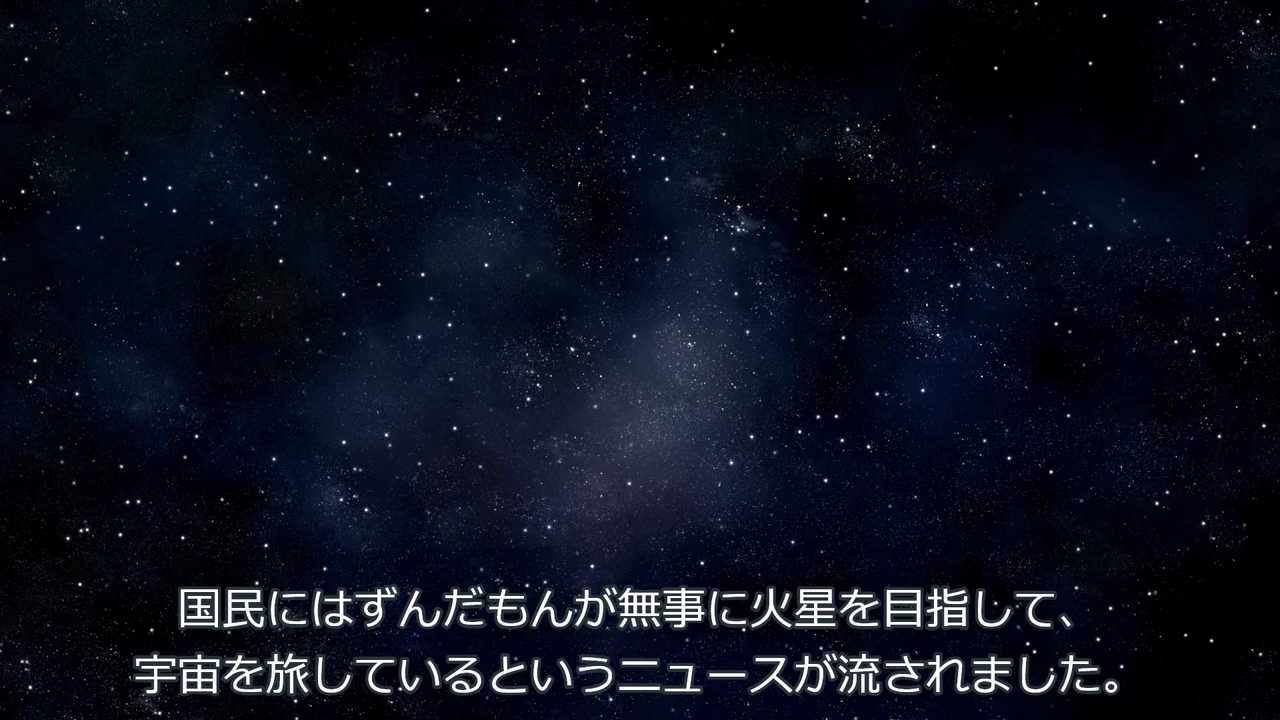 国民にはずんだもんが無事に火星を目指して、
宇宙を旅しているというニュースが流されました。